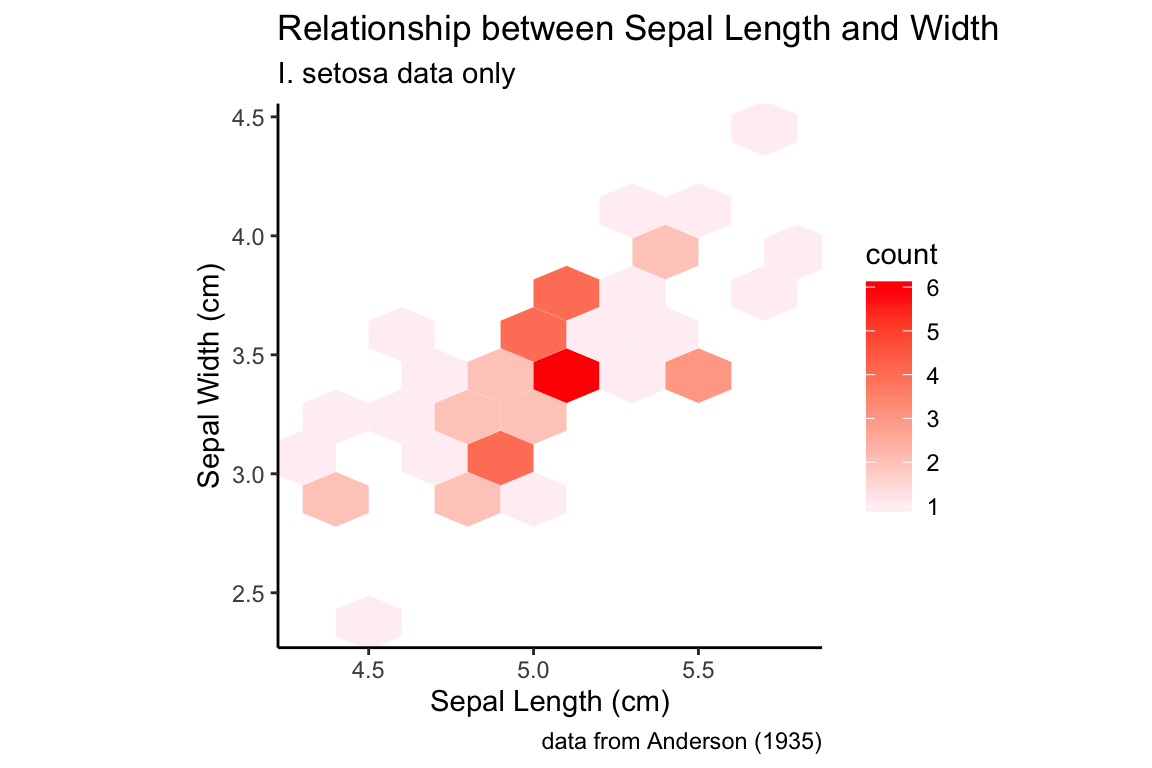 Relationship between Sepal Length and Width
I. setosa data only
4.5
4.0
3.5
3.0
2.5
Sepal Width (cm)
4.5 5.0 5.5
Sepal Length (cm)
data from Anderson (1935)
count
6
5
4
3
2
1